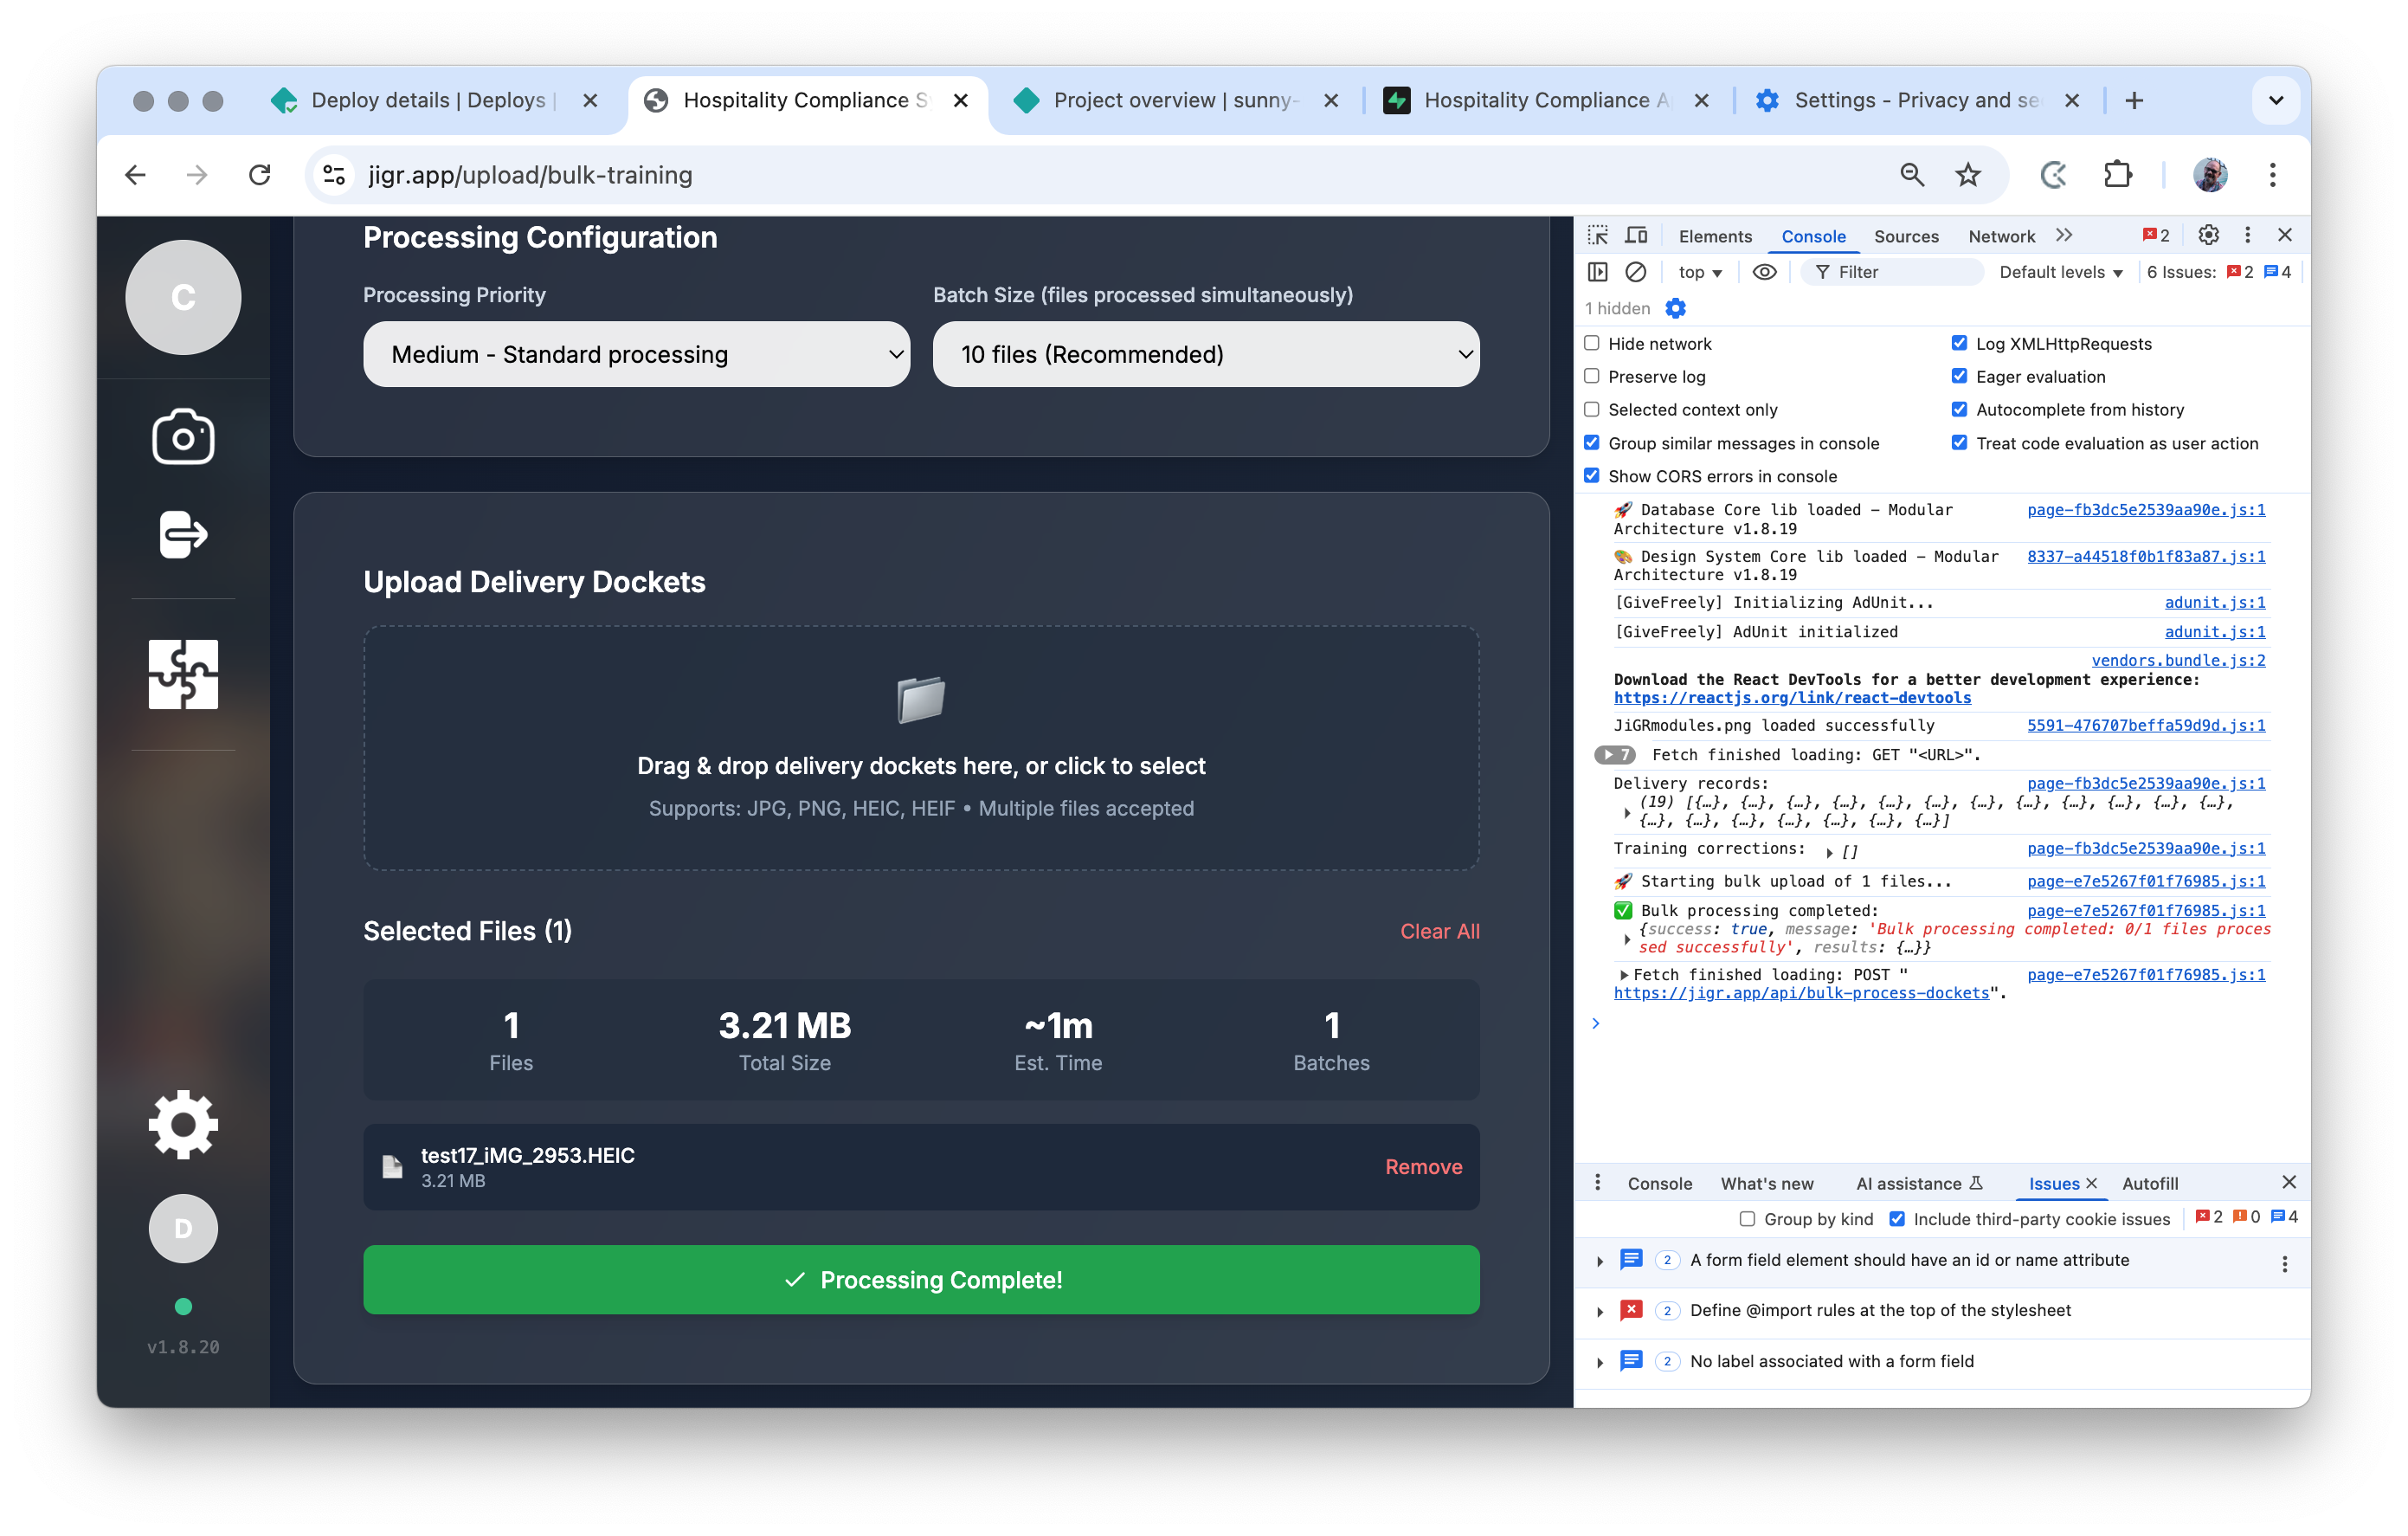 Deploy details | Deploys |
Hospitality Compliance Sy
Project overview | sunny-
Hospitality Compliance A
Settings - Privacy and se
jigr.app/upload/bulk-training
C
D
v1.8.20
Processing Configuration
Processing Priority
Batch Size (files processed simultaneously)
Medium - Standard processing
10 files (Recommended)
Upload Delivery Dockets
Drag & drop delivery dockets here, or click to select
Supports: JPG, PNG, HEIC, HEIF • Multiple files accepted
Selected Files (1)
Clear All
1
Files
3.21 MB
Total Size
~1m
Est. Time
1
Batches
test17_iMG_2953.HEIC
3.21 MB
Remove
✓ Processing Complete!
Elements
Console
Sources
Network
2
top
Filter
Default levels
6 Issues: 2 4
1 hidden
Hide network
Log XMLHttpRequests
Preserve log
Eager evaluation
Selected context only
Autocomplete from history
Group similar messages in console
Treat code evaluation as user action
Show CORS errors in console
🚀 Database Core lib loaded - Modular page-fb3dc5e2539aa90e.js:1
Architecture v1.8.19
🎨 Design System Core lib loaded - Modular 8337-a44518f0b1f83a87.js:1
Architecture v1.8.19
[GiveFreely] Initializing AdUnit... adunit.js:1
[GiveFreely] AdUnit initialized adunit.js:1
vendors.bundle.js:2
Download the React DevTools for a better development experience:
https://reactjs.org/link/react-devtools
JiGRmodules.png loaded successfully 5591-476707beffa59d9d.js:1
7 Fetch finished loading: GET "<URL>".
Delivery records: page-fb3dc5e2539aa90e.js:1
(19) [{…}, {…}, {…}, {…}, {…}, {…}, {…}, {…}, {…}, {…}, {…}, {…},
{…}, {…}, {…}, {…}, {…}, {…}, {…}]
Training corrections: ▶ [] page-fb3dc5e2539aa90e.js:1
🚀 Starting bulk upload of 1 files... page-e7e5267f01f76985.js:1
✅ Bulk processing completed: page-e7e5267f01f76985.js:1
{success: true, message: 'Bulk processing completed: 0/1 files proces
sed successfully', results: {…}}
Fetch finished loading: POST " page-e7e5267f01f76985.js:1
https://jigr.app/api/bulk-process-dockets".
Console
What's new
AI assistance
Issues
Autofill
Group by kind
Include third-party cookie issues
2 0 4
2 A form field element should have an id or name attribute
2 Define @import rules at the top of the stylesheet
2 No label associated with a form field